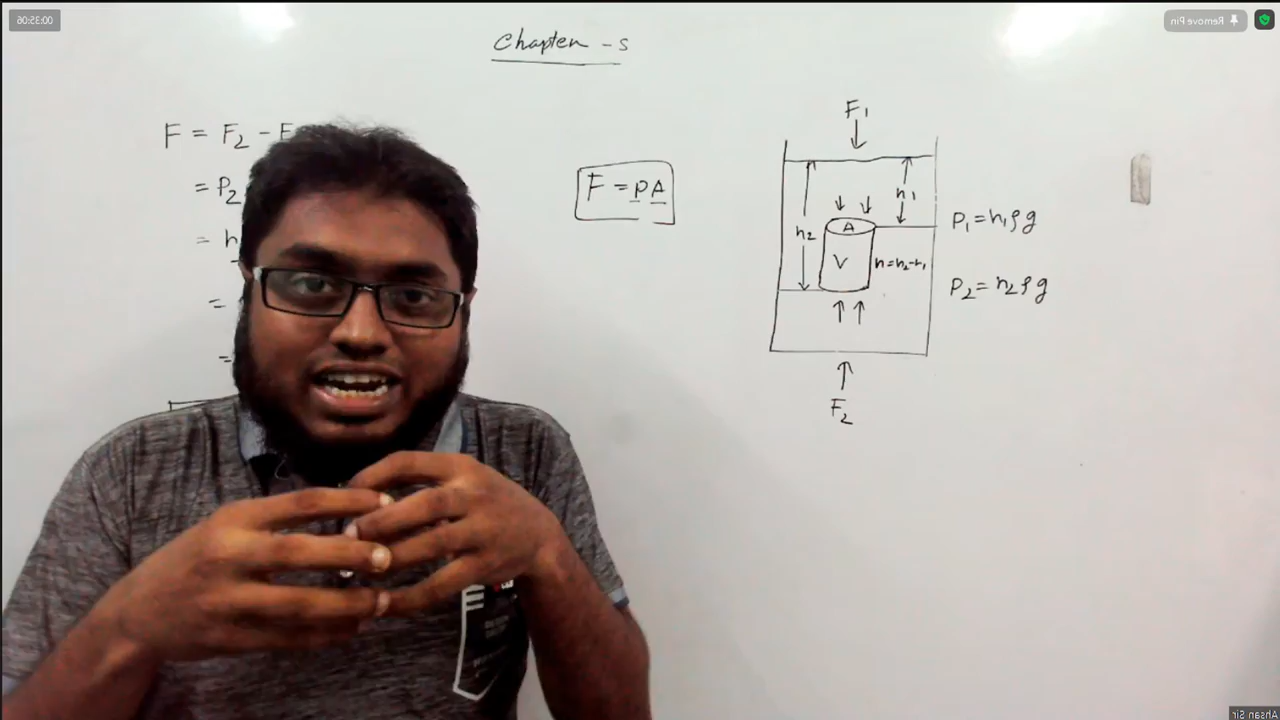 00:35:06
Remove Pin
Chapter - 5
F = F₂ - F
= P₂
= h
=
=
F = PA
F₁
h₁
h₂
A
V
h=h₂-h₁
P₁ = h₁ρg
P₂ = h₂ρg
F₂
Ahsan Sir